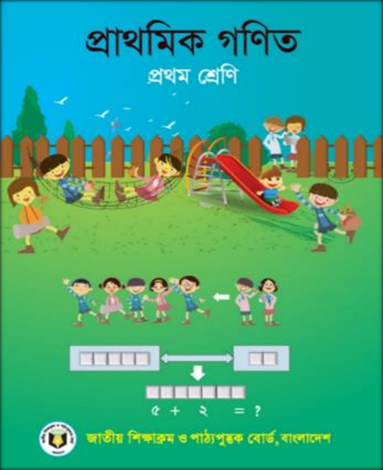 প্রাথমিক গণিত
প্রথম শ্রেণি
৫ + ২ = ?
জাতীয় শিক্ষাক্রম ও পাঠ্যপুস্তক বোর্ড, বাংলাদেশ